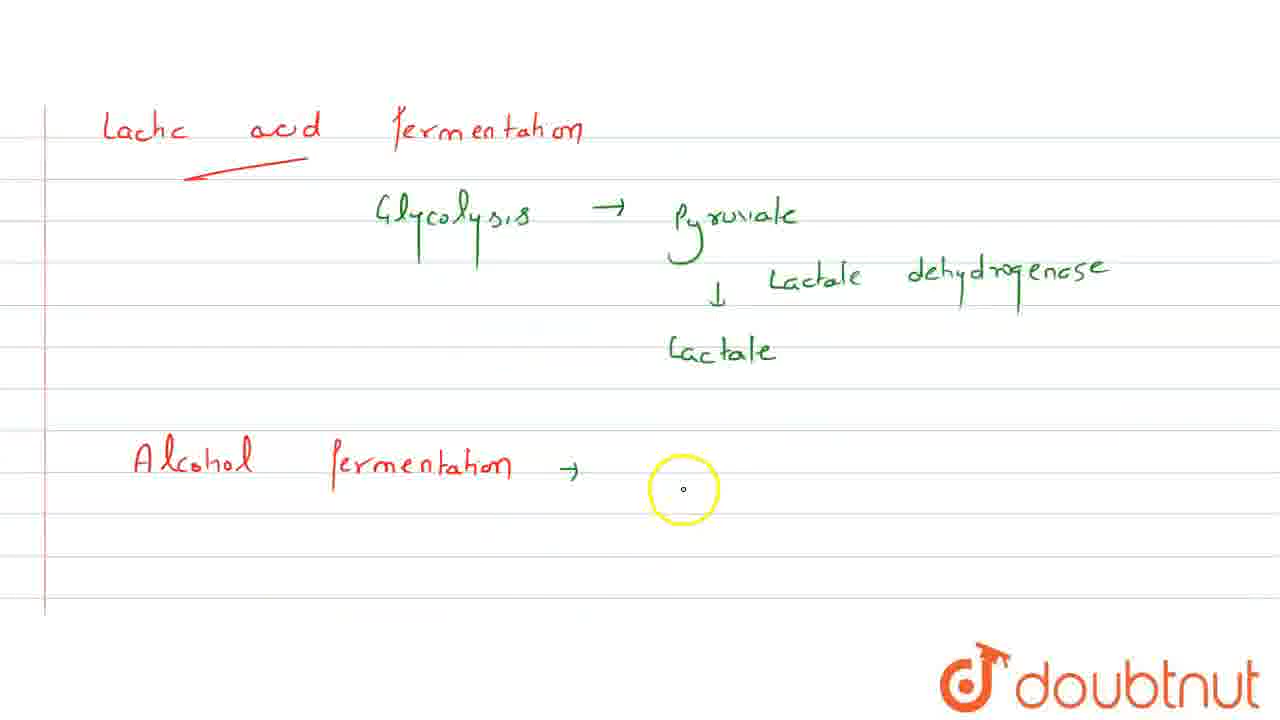 Lactic acid fermentation
Glycolysis → Pyruvate
↓ Lactate dehydrogenase
Lactate
Alcohol fermentation →
doubtnut